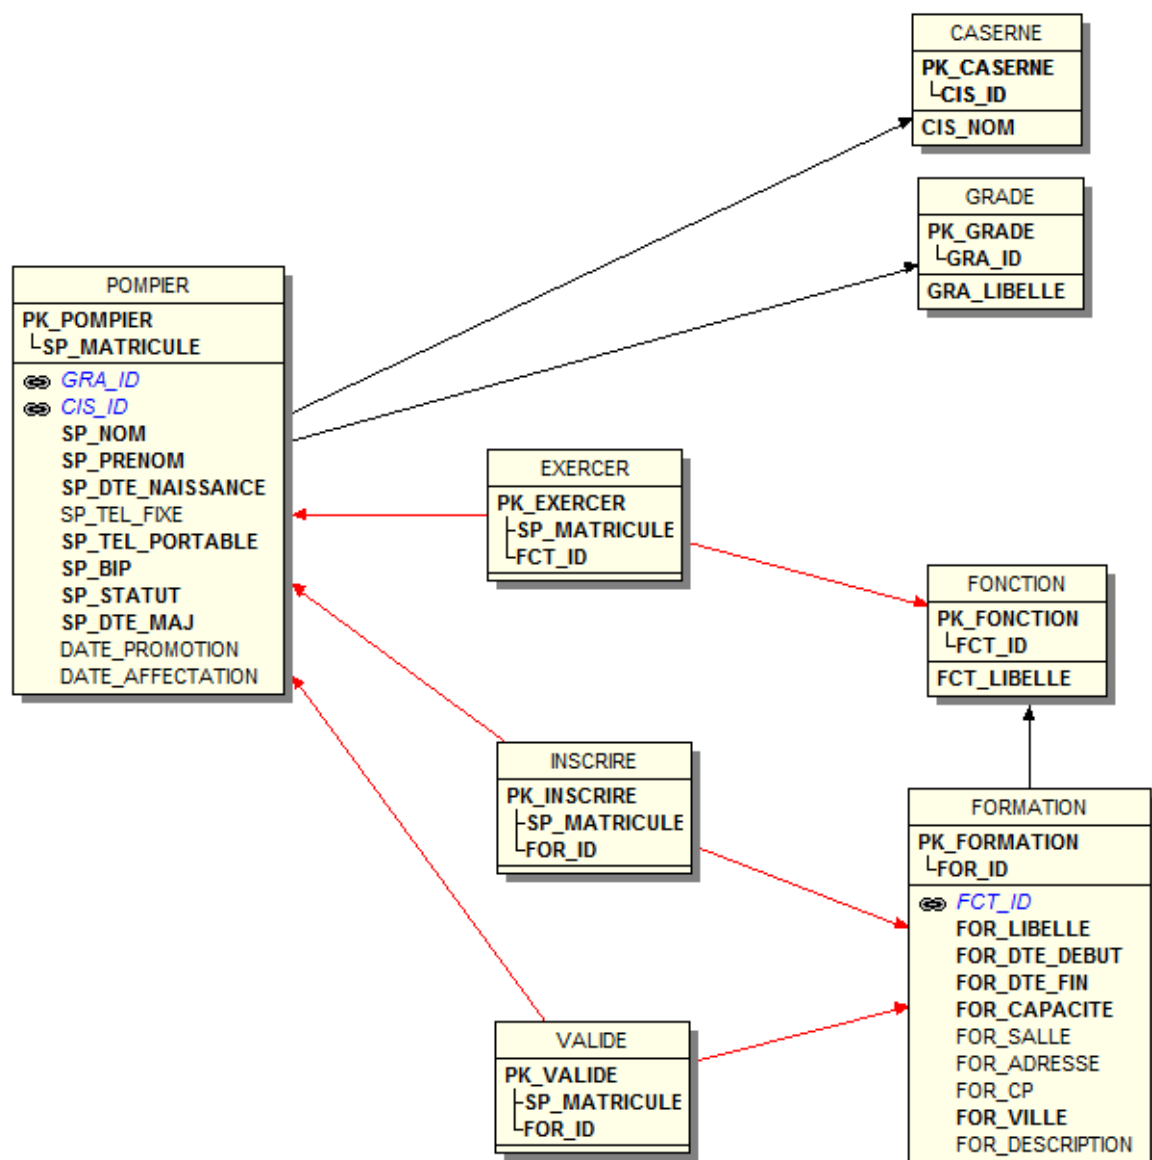 CASERNE
PK_CASERNE
CIS_ID
CIS_NOM
GRADE
PK_GRADE
GRA_ID
GRA_LIBELLE
POMPIER
PK_POMPIER
SP_MATRICULE
GRA_ID
CIS_ID
SP_NOM
SP_PRENOM
SP_DTE_NAISSANCE
SP_TEL_FIXE
SP_TEL_PORTABLE
SP_BIP
SP_STATUT
SP_DTE_MAJ
DATE_PROMOTION
DATE_AFFECTATION
EXERCER
PK_EXERCER
SP_MATRICULE
FCT_ID
FONCTION
PK_FONCTION
FCT_ID
FCT_LIBELLE
INSCRIRE
PK_INSCRIRE
SP_MATRICULE
FOR_ID
FORMATION
PK_FORMATION
FOR_ID
FCT_ID
FOR_LIBELLE
FOR_DTE_DEBUT
FOR_DTE_FIN
FOR_CAPACITE
FOR_SALLE
FOR_ADRESSE
FOR_CP
FOR_VILLE
FOR_DESCRIPTION
VALIDE
PK_VALIDE
SP_MATRICULE
FOR_ID